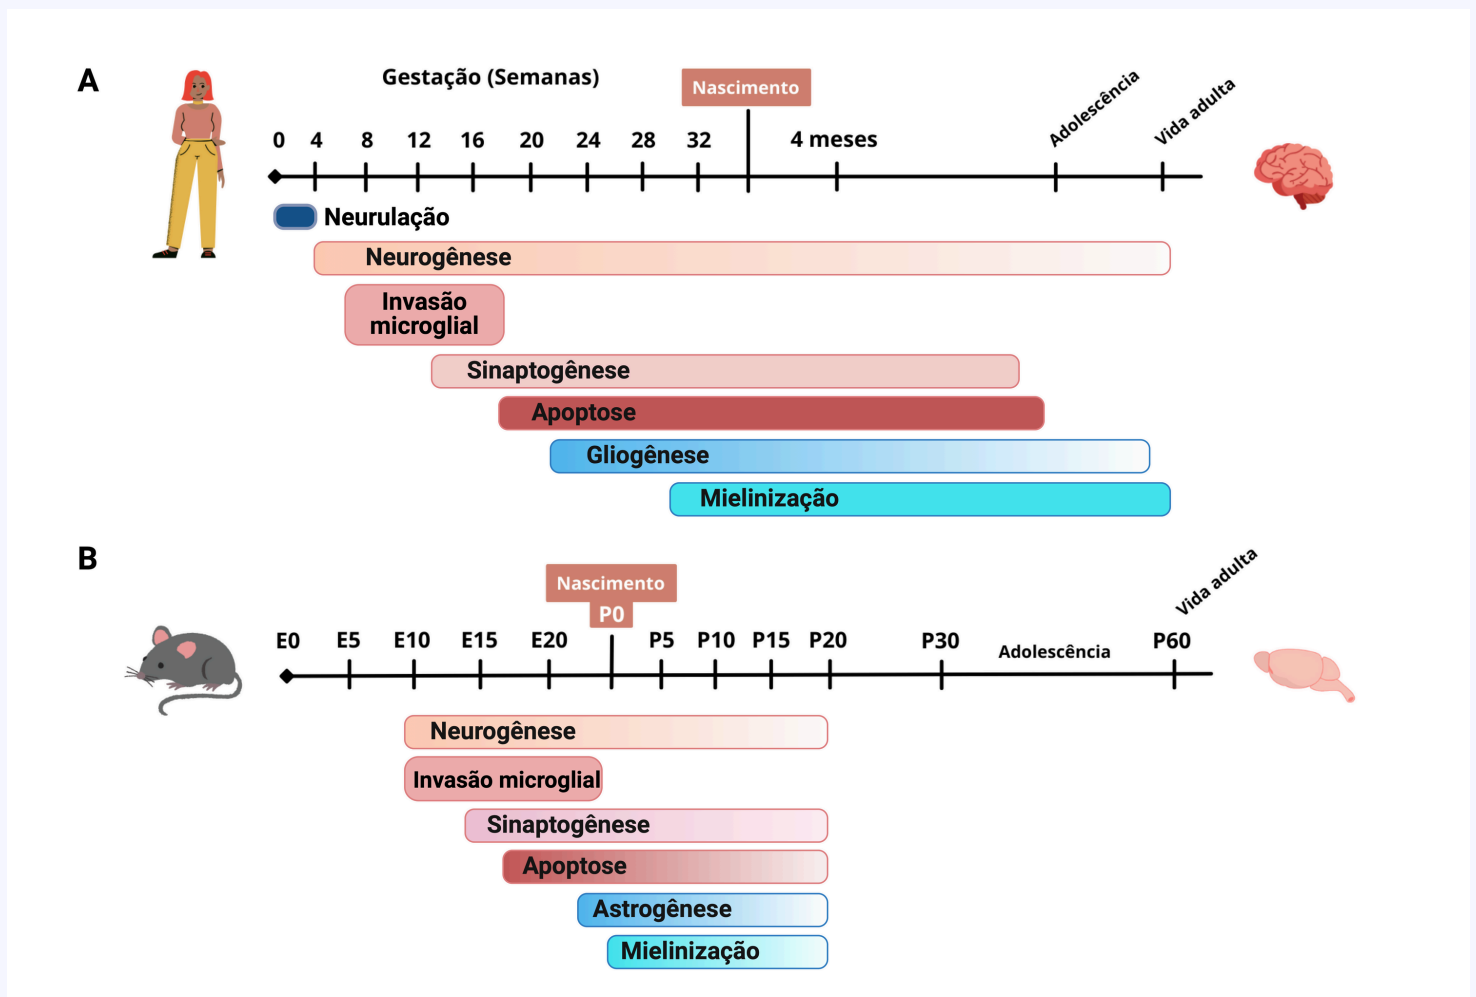 A
Gestação (Semanas)
Nascimento
Adolescência
Vida adulta
0 4 8 12 16 20 24 28 32 4 meses
Neurulação
Neurogênese
Invasão
microglial
Sinaptogênese
Apoptose
Gliogênese
Mielinização
B
Nascimento
P0
Vida adulta
E0 E5 E10 E15 E20 P5 P10 P15 P20 P30 Adolescência P60
Neurogênese
Invasão microglial
Sinaptogênese
Apoptose
Astrogênese
Mielinização